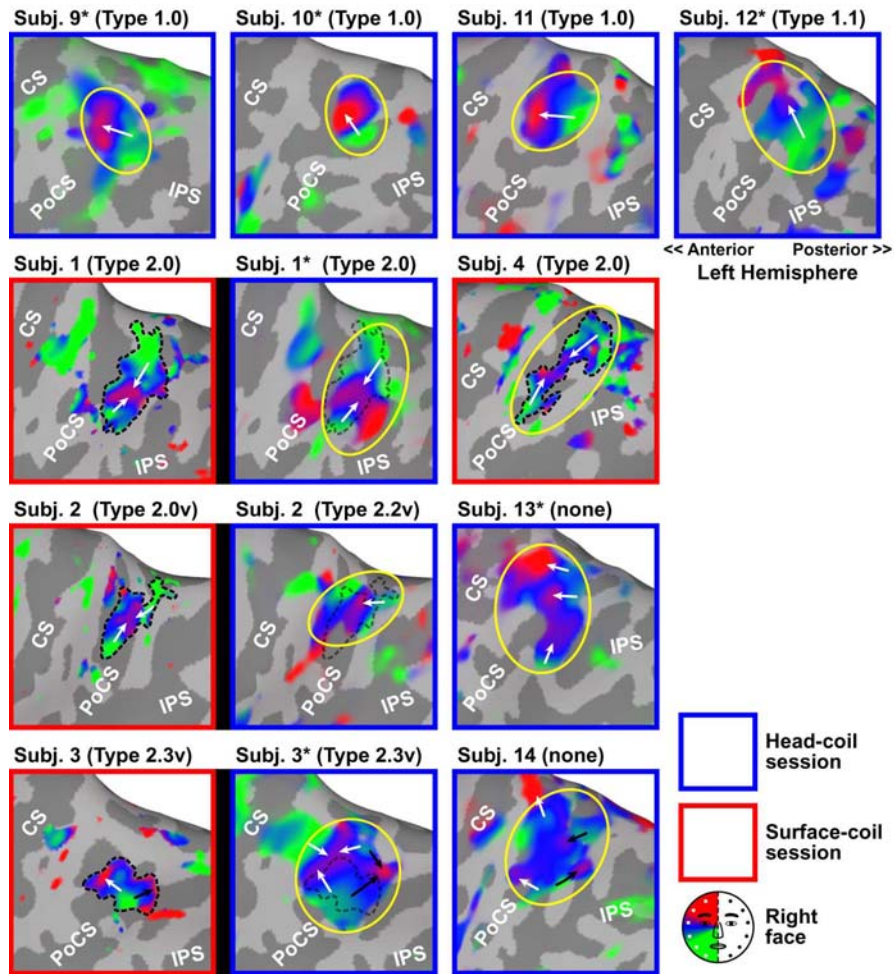 Subj. 9* (Type 1.0)
Subj. 10* (Type 1.0)
Subj. 11 (Type 1.0)
Subj. 12* (Type 1.1)
CS
PoCS
IPS
CS
PoCS
IPS
CS
PoCS
IPS
CS
PoCS
IPS
<< Anterior Posterior >>
Left Hemisphere
Subj. 1 (Type 2.0)
Subj. 1* (Type 2.0)
Subj. 4 (Type 2.0)
CS
PoCS
IPS
CS
PoCS
IPS
CS
PoCS
IPS
Subj. 2 (Type 2.0v)
Subj. 2 (Type 2.2v)
Subj. 13* (none)
CS
PoCS
IPS
CS
PoCS
IPS
CS
PoCS
IPS
Subj. 3 (Type 2.3v)
Subj. 3* (Type 2.3v)
Subj. 14 (none)
CS
PoCS
IPS
CS
PoCS
IPS
CS
PoCS
IPS
Head-coil
session
Surface-coil
session
Right
face